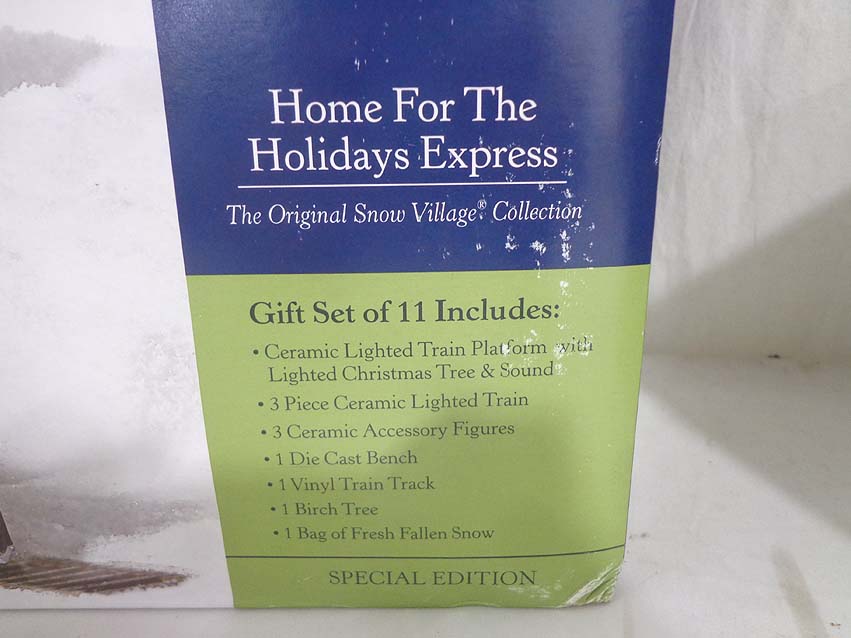 Home For The
Holidays Express
The Original Snow Village® Collection
Gift Set of 11 Includes:
• Ceramic Lighted Train Platform with
Lighted Christmas Tree & Sound
• 3 Piece Ceramic Lighted Train
• 3 Ceramic Accessory Figures
• 1 Die Cast Bench
• 1 Vinyl Train Track
• 1 Birch Tree
• 1 Bag of Fresh Fallen Snow
SPECIAL EDITION